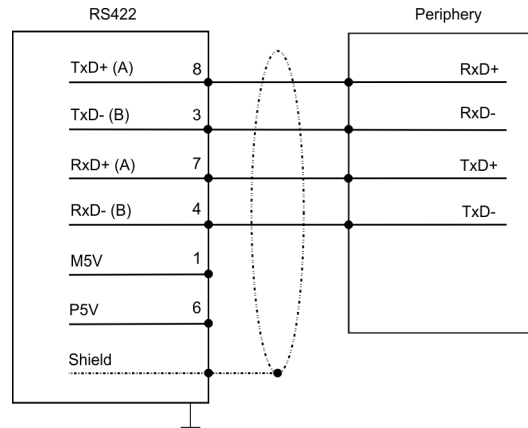 RS422 Periphery
TxD+ (A) 8 RxD+
TxD- (B) 3 RxD-
RxD+ (A) 7 TxD+
RxD- (B) 4 TxD-
M5V 1
P5V 6
Shield